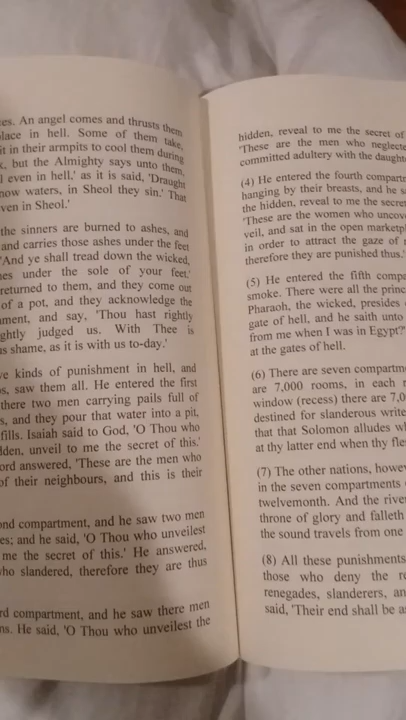 es. An angel comes and thrusts them
lace in hell. Some of them take,
it in their armpits to cool them during
, but the Almighty says unto them,
l even in hell,' as it is said, 'Draught
now waters, in Sheol they sin.' That
ven in Sheol.'
the sinners are burned to ashes, and
and carries those ashes under the feet
'And ye shall tread down the wicked,
es under the sole of your feet,'
returned to them, and they come out
of a pot, and they acknowledge the
ment, and say, 'Thou hast rightly
ghtly judged us. With Thee is
us shame, as it is with us to-day.'
ve kinds of punishment in hell, and
s, saw them all. He entered the first
there two men carrying pails full of
s, and they pour that water into a pit,
fills. Isaiah said to God, 'O Thou who
dden, unveil to me the secret of this.'
ord answered, 'These are the men who
of their neighbours, and this is their
ond compartment, and he saw two men
es; and he said, 'O Thou who unveilest
me the secret of this.' He answered,
ho slandered, therefore they are thus
rd compartment, and he saw there men
ns. He said, 'O Thou who unveilest the
hidden, reveal to me the secret of
'These are the men who neglecte
committed adultery with the daught
(4) He entered the fourth compart
hanging by their breasts, and he s
the hidden, reveal to me the secre
'These are the women who uncov
veil, and sat in the open marketp
in order to attract the gaze of
therefore they are punished thus.'
(5) He entered the fifth compa
smoke. There were all the princ
Pharaoh, the wicked, presides
gate of hell, and he saith unto
from me when I was in Egypt?'
at the gates of hell.
(6) There are seven compartm
are 7,000 rooms, in each r
window (recess) there are 7,0
destined for slanderous write
that that Solomon alludes wh
at thy latter end when thy fle
(7) The other nations, howev
in the seven compartments
twelvemonth. And the rive
throne of glory and falleth
the sound travels from one
(8) All these punishments
those who deny the re
renegades, slanderers, an
said, 'Their end shall be a